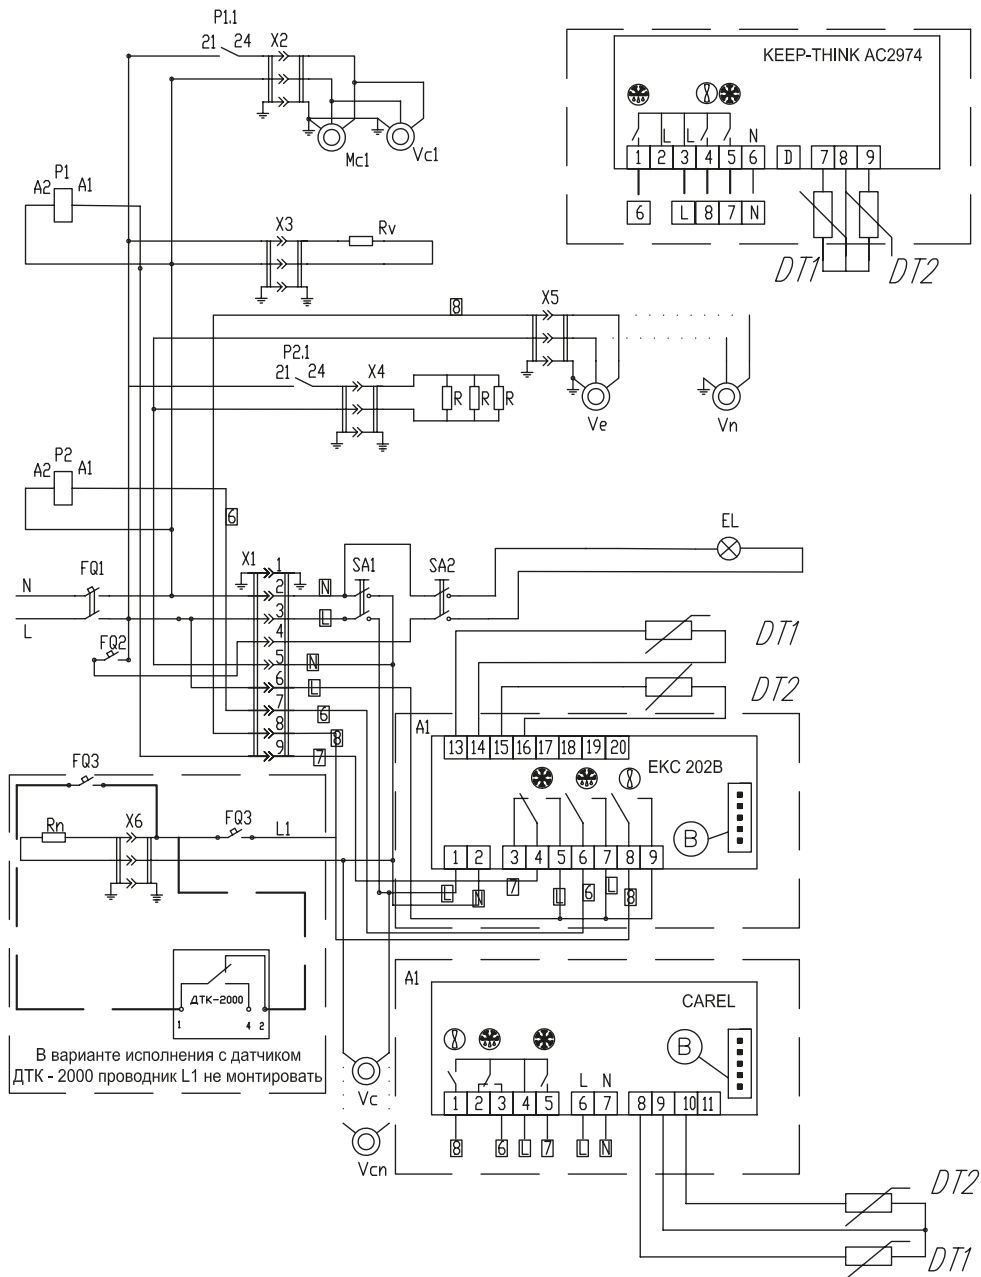 P1.1
21 24 X2
Mc1 Vc1
KEEP-THINK AC2974
L L N
1 2 3 4 5 6 D 7 8 9
6 L 8 7 N
DT1 DT2
P1
A2 A1
X3 Rv
8 X5
P2.1
21 24 X4
R R R
Ve Vn
P2
A2 A1
6
EL
X1 1 SA1 SA2
FQ1
N 2 N
L 3 L
FQ2 4
5 N
6 L
7 6
8 8
9 7
DT1
DT2
A1
13 14 15 16 17 18 19 20
EKC 202B
B
1 2 3 4 5 6 7 8 9
L N 7 L 6 L 8
FQ3
Rn X6 FQ3 L1
ДТК-2000
1 4 2
В варианте исполнения с датчиком
ДТК - 2000 проводник L1 не монтировать
Vc
Vcn
A1
CAREL
B
L N
1 2 3 4 5 6 7 8 9 10 11
8 6 L 7 L N
DT2
DT1